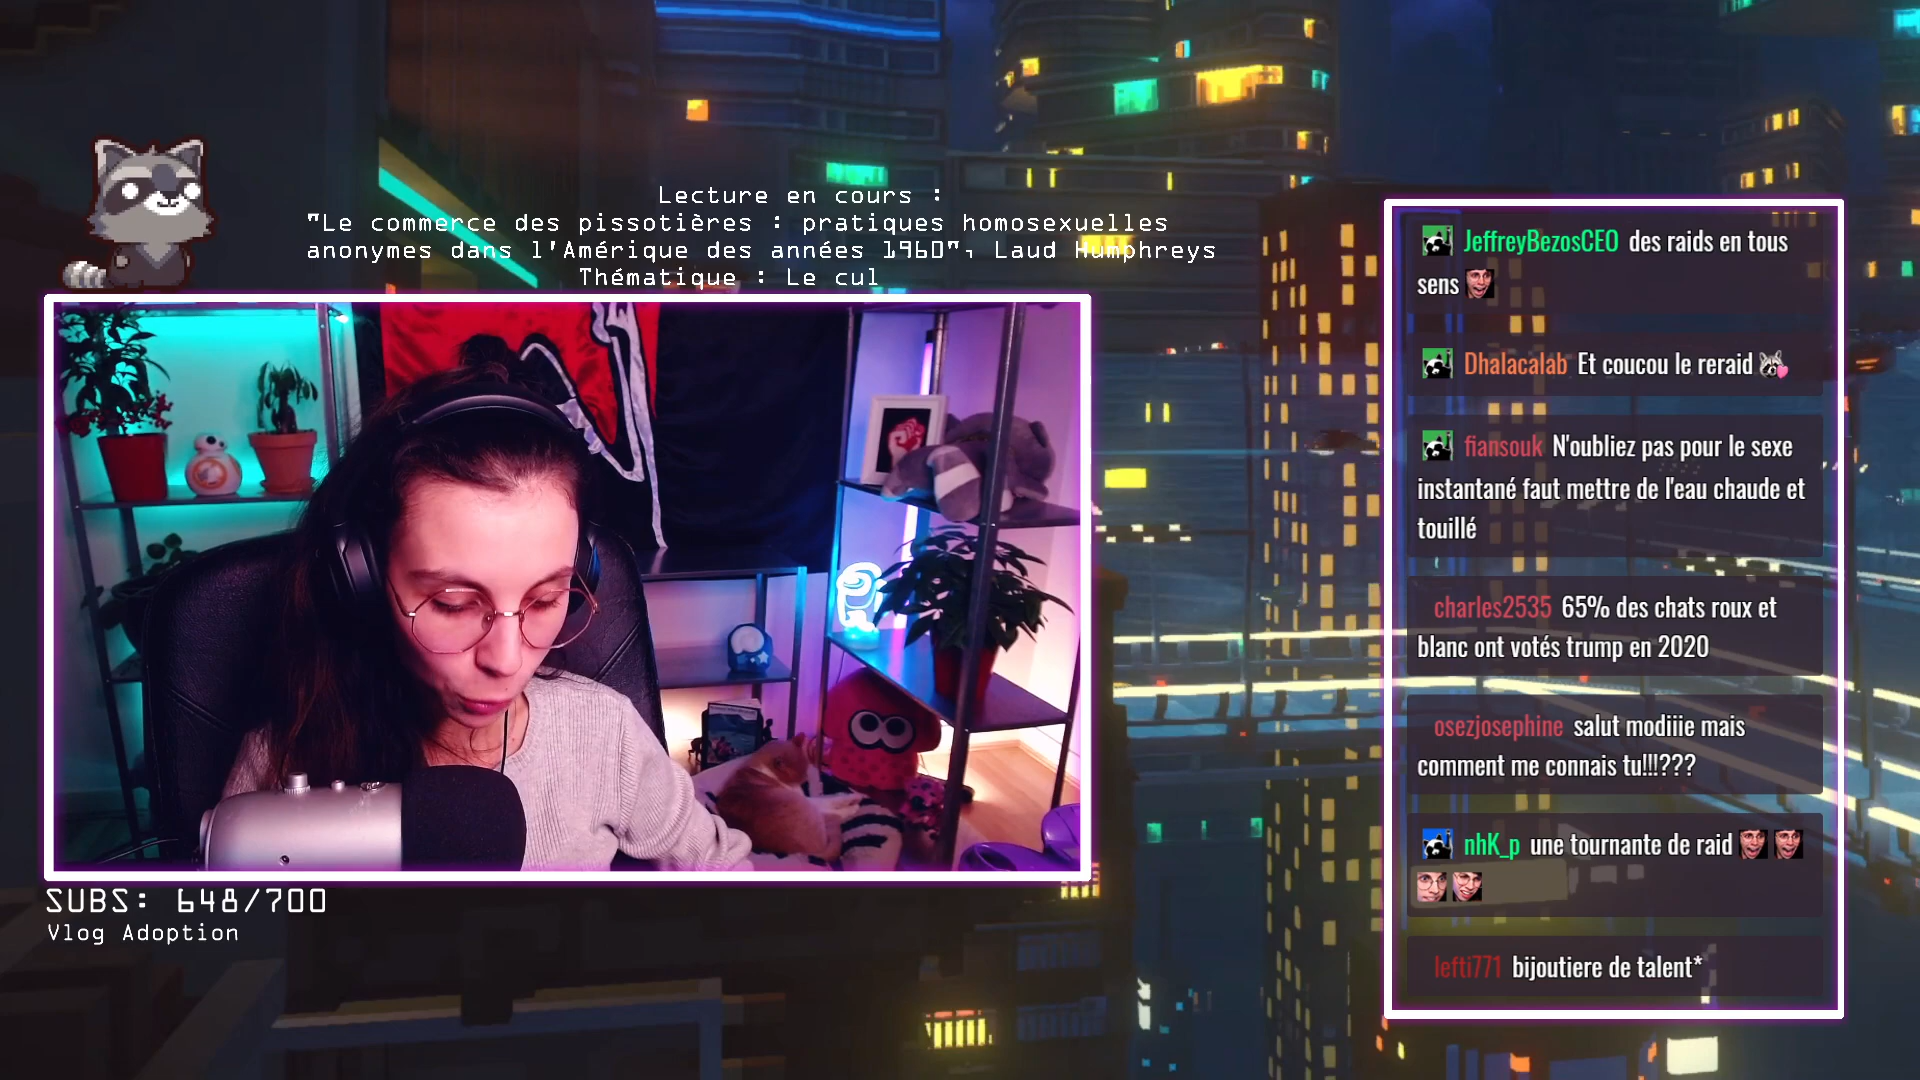 Lecture en cours :
"Le commerce des pissotières : pratiques homosexuelles
anonymes dans l'Amérique des années 1960", Laud Humphreys
Thématique : Le cul
SUBS: 648/700
Vlog Adoption
JeffreyBezosCEO des raids en tous
sens
Dhalacalab Et coucou le reraid
fiansouk N'oubliez pas pour le sexe
instantané faut mettre de l'eau chaude et
touillé
charles2535 65% des chats roux et
blanc ont votés trump en 2020
osezjosephine salut modiiie mais
comment me connais tu!!!???
nhK_p une tournante de raid
lefti771 bijoutiere de talent*